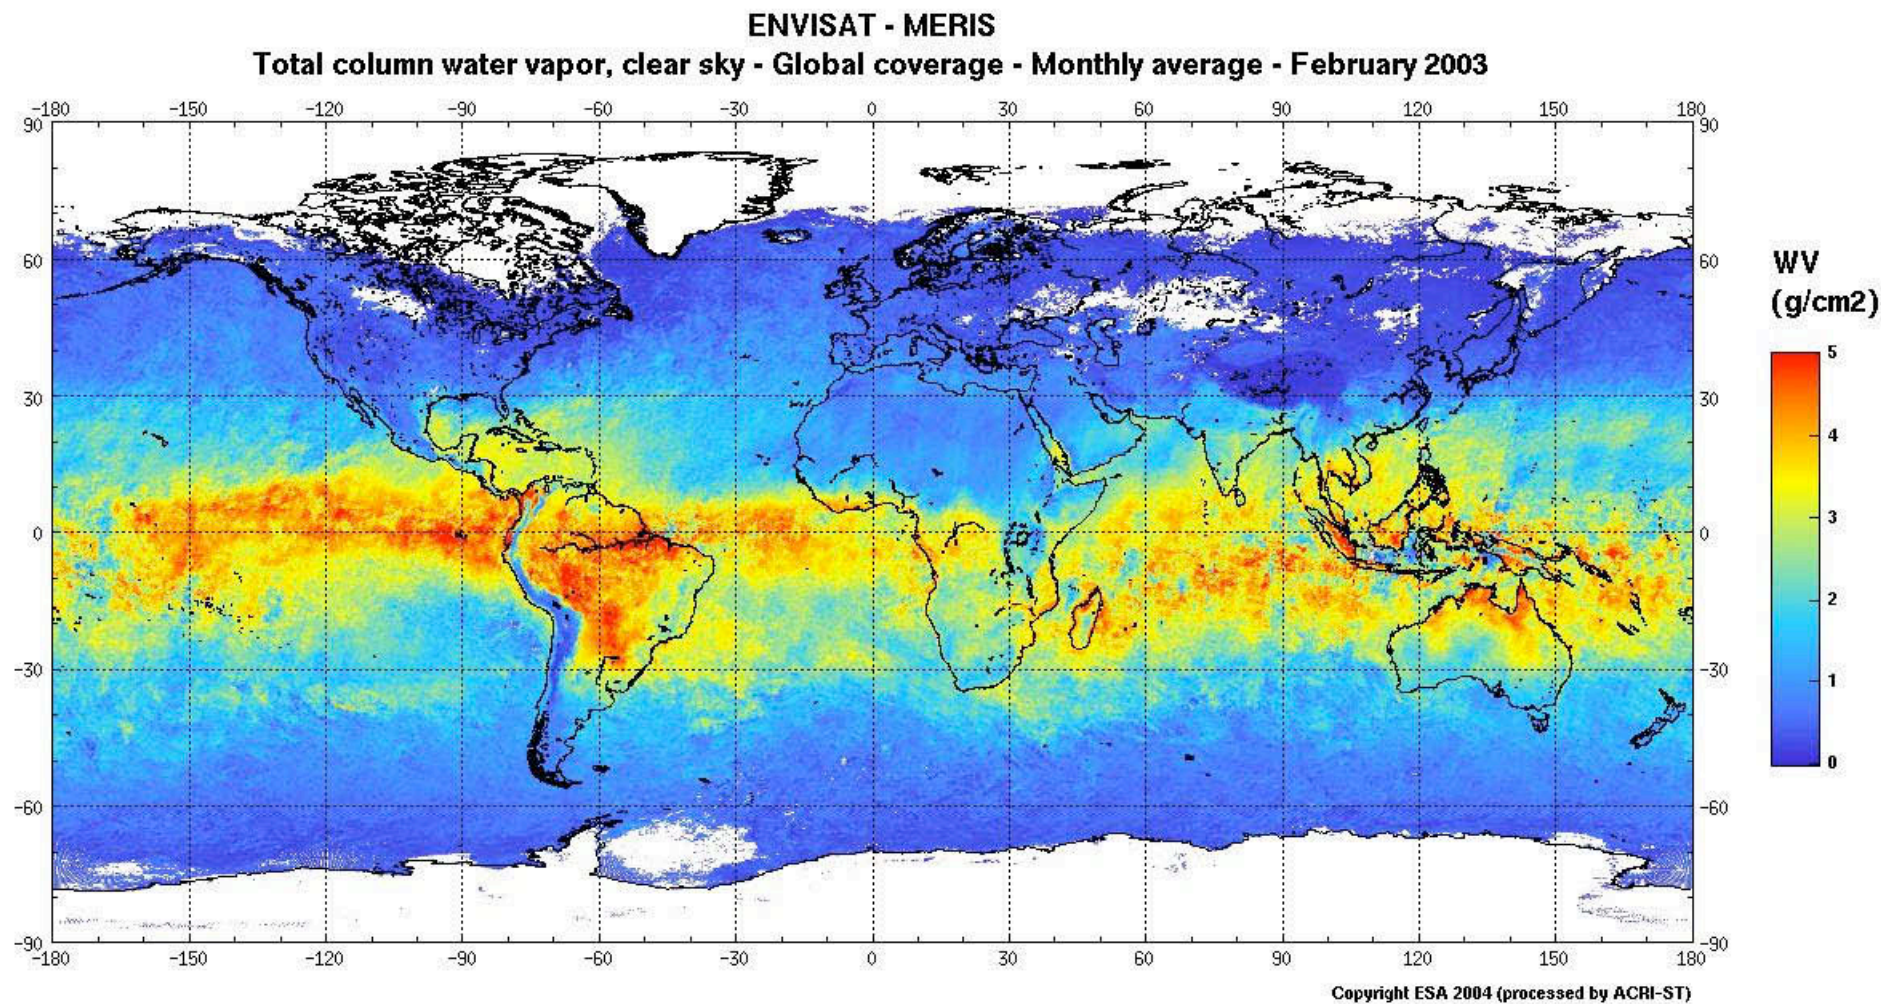 ENVISAT - MERIS
Total column water vapor, clear sky - Global coverage - Monthly average - February 2003
-180 -150 -120 -90 -60 -30 0 30 60 90 120 150 180
90 90
60 60
30 30
0 0
-30 -30
-60 -60
-90 -90
-180 -150 -120 -90 -60 -30 0 30 60 90 120 150 180
WV
(g/cm2)
5
4
3
2
1
0
Copyright ESA 2004 (processed by ACRI-ST)